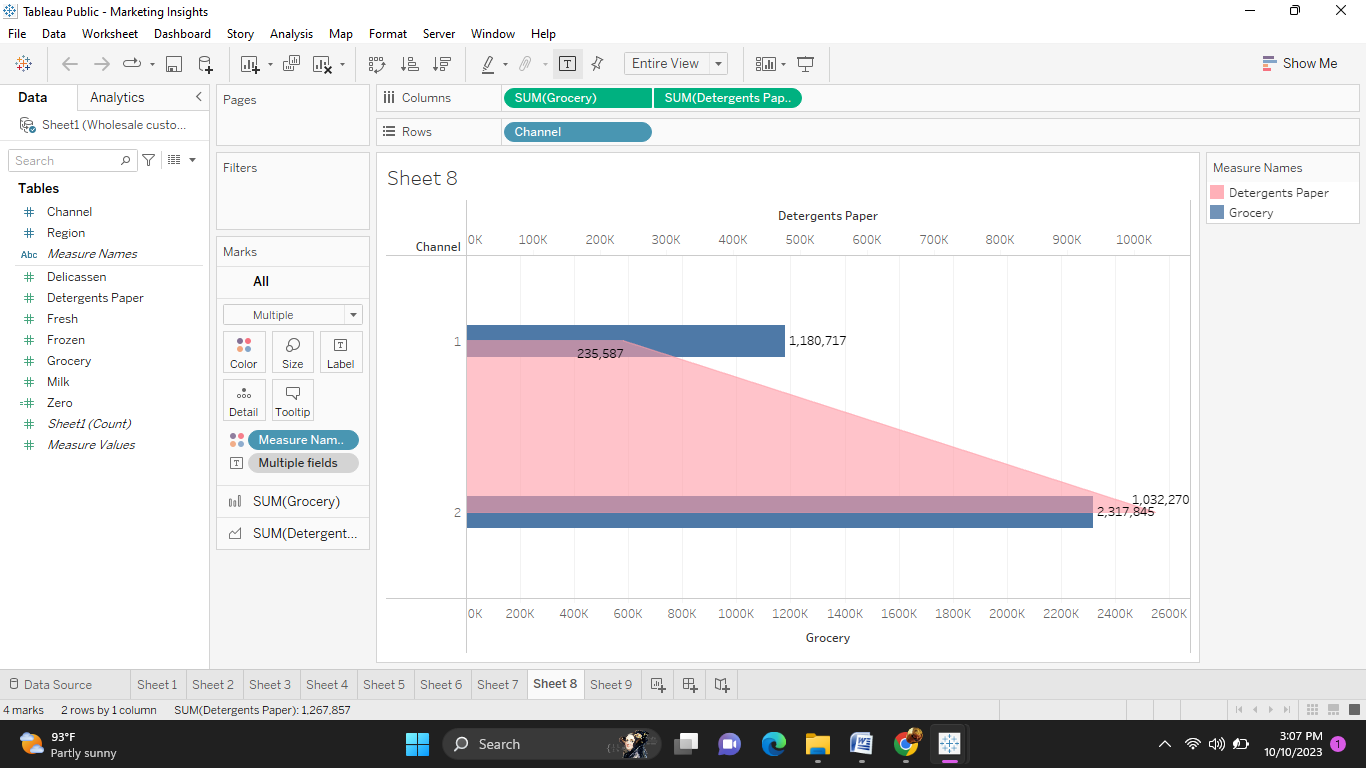 Tableau Public - Marketing Insights
File Data Worksheet Dashboard Story Analysis Map Format Server Window Help
Entire View
Show Me
Data Analytics
Sheet1 (Wholesale custo...
Search
Tables
Channel
Region
Abc Measure Names
Delicassen
Detergents Paper
Fresh
Frozen
Grocery
Milk
Zero
Sheet1 (Count)
Measure Values
Pages
Filters
Marks
All
Multiple
Color Size Label
Detail Tooltip
Measure Nam..
Multiple fields
SUM(Grocery)
SUM(Detergent...
Columns SUM(Grocery) SUM(Detergents Pap..
Rows Channel
Sheet 8
Detergents Paper
Channel 0K 100K 200K 300K 400K 500K 600K 700K 800K 900K 1000K
1 1,180,717
235,587
1,032,270
2 2,317,845
0K 200K 400K 600K 800K 1000K 1200K 1400K 1600K 1800K 2000K 2200K 2400K 2600K
Grocery
Measure Names
Detergents Paper
Grocery
Data Source Sheet 1 Sheet 2 Sheet 3 Sheet 4 Sheet 5 Sheet 6 Sheet 7 Sheet 8 Sheet 9
4 marks 2 rows by 1 column SUM(Detergents Paper): 1,267,857
93°F
Partly sunny
Search
3:07 PM
10/10/2023
1